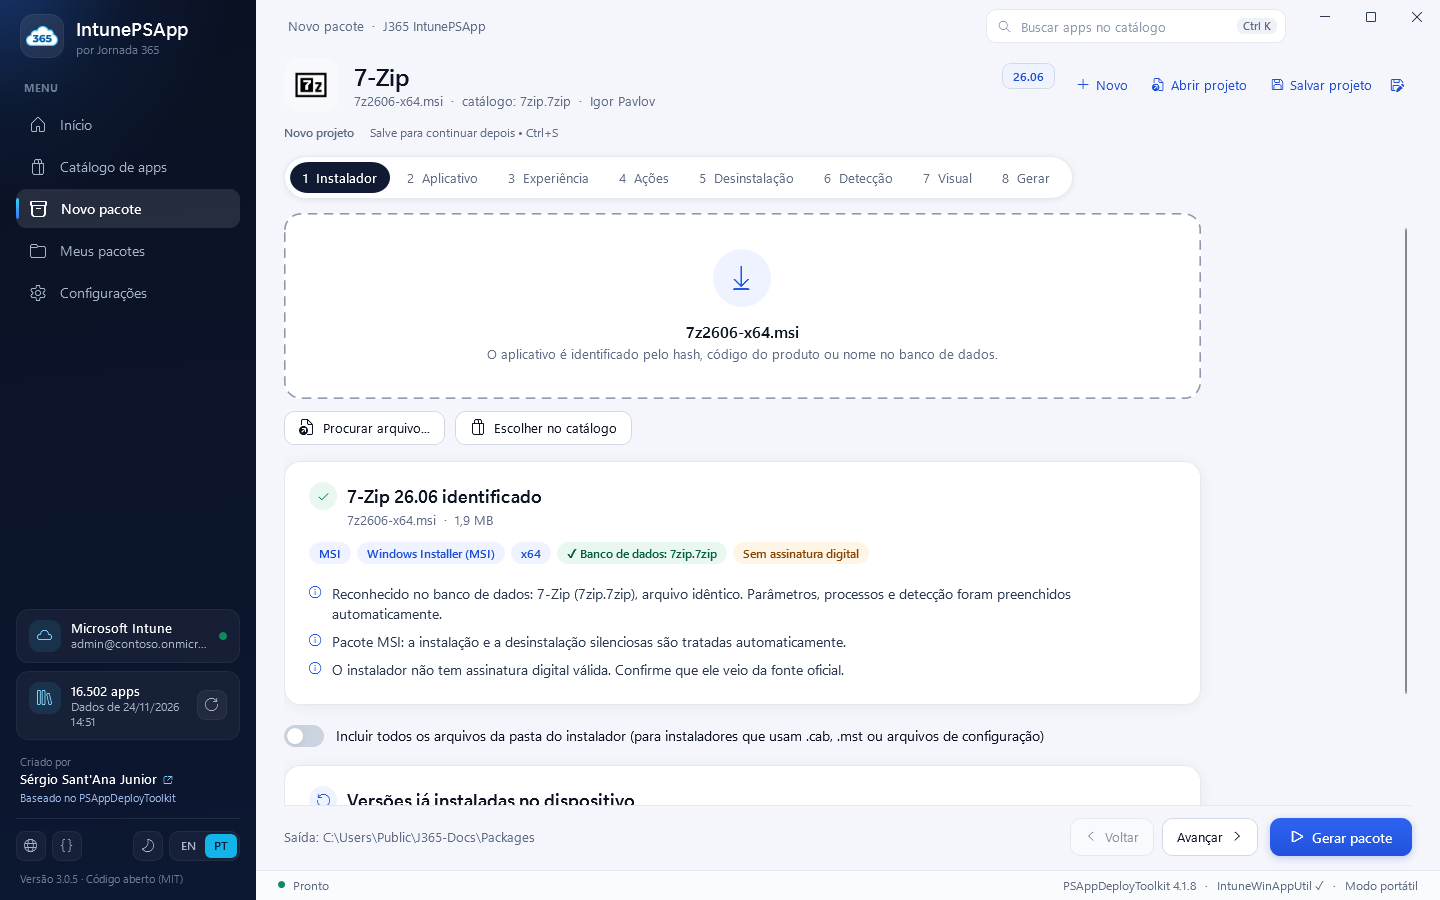 365
IntunePSApp
por Jornada 365
MENU
Início
Catálogo de apps
Novo pacote
Meus pacotes
Configurações
Microsoft Intune
admin@contoso.onmicr...
16.502 apps
Dados de 24/11/2026
14:51
Criado por
Sérgio Sant'Ana Junior
Baseado no PSAppDeployToolkit
{}
EN PT
Versão 3.0.5 · Código aberto (MIT)
Novo pacote · J365 IntunePSApp
Buscar apps no catálogo Ctrl K
7z
7-Zip
7z2606-x64.msi · catálogo: 7zip.7zip · Igor Pavlov
26.06
Novo
Abrir projeto
Salvar projeto
Novo projeto Salve para continuar depois • Ctrl+S
1 Instalador 2 Aplicativo 3 Experiência 4 Ações 5 Desinstalação 6 Detecção 7 Visual 8 Gerar
7z2606-x64.msi
O aplicativo é identificado pelo hash, código do produto ou nome no banco de dados.
Procurar arquivo...
Escolher no catálogo
7-Zip 26.06 identificado
7z2606-x64.msi · 1,9 MB
MSI Windows Installer (MSI) x64 ✓ Banco de dados: 7zip.7zip Sem assinatura digital
Reconhecido no banco de dados: 7-Zip (7zip.7zip), arquivo idêntico. Parâmetros, processos e detecção foram preenchidos
automaticamente.
Pacote MSI: a instalação e a desinstalação silenciosas são tratadas automaticamente.
O instalador não tem assinatura digital válida. Confirme que ele veio da fonte oficial.
Incluir todos os arquivos da pasta do instalador (para instaladores que usam .cab, .mst ou arquivos de configuração)
Versões já instaladas no dispositivo
Saída: C:\Users\Public\J365-Docs\Packages
Voltar
Avançar
Gerar pacote
Pronto
PSAppDeployToolkit 4.1.8 · IntuneWinAppUtil ✓ · Modo portátil